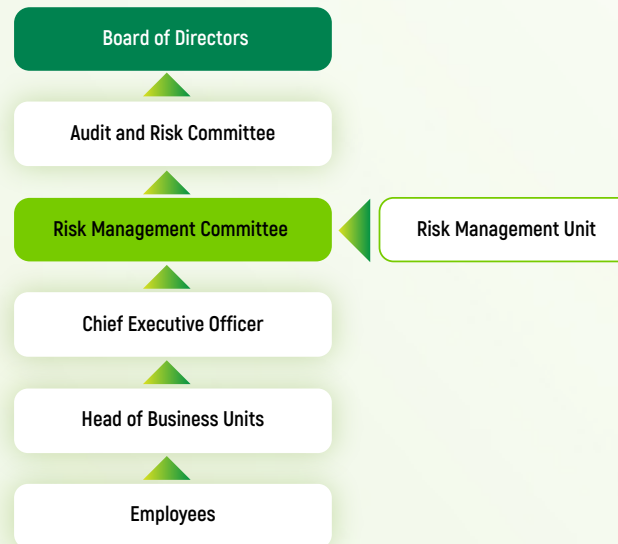 Board of Directors
Audit and Risk Committee
Risk Management Committee
Risk Management Unit
Chief Executive Officer
Head of Business Units
Employees